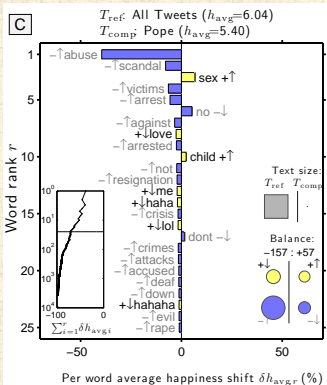 C
T_ref: All Tweets (h_avg=6.04)
T_comp: Pope (h_avg=5.40)
Word rank r
1
5
10
15
20
25
−↑abuse
−↑scandal
sex +↑
−↑victims
−↑arrest
no −↓
−↑against
+↓love
−↑arrested
child +↑
−↑not
−↑resignation
+↓me
+↓haha
−↑crisis
+↓lol
dont −↓
−↑crimes
−↑attacks
−↑accused
−↑deaf
−↑down
+↓hahaha
−↑evil
−↑rape
Text size:
T_ref T_comp
Balance:
−157 : +57
+↓ +↑
−↑ −↓
10^0
10^1
10^2
10^3
10^4
−100 0
∑_{i=1}^r δh_avg,i
−50 0 50
Per word average happiness shift δh_avg,r (%)